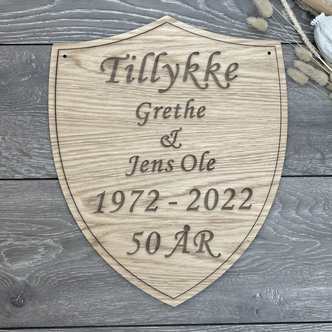 Tillykke
Grethe
&
Jens Ole
1972 - 2022
50 ÅR